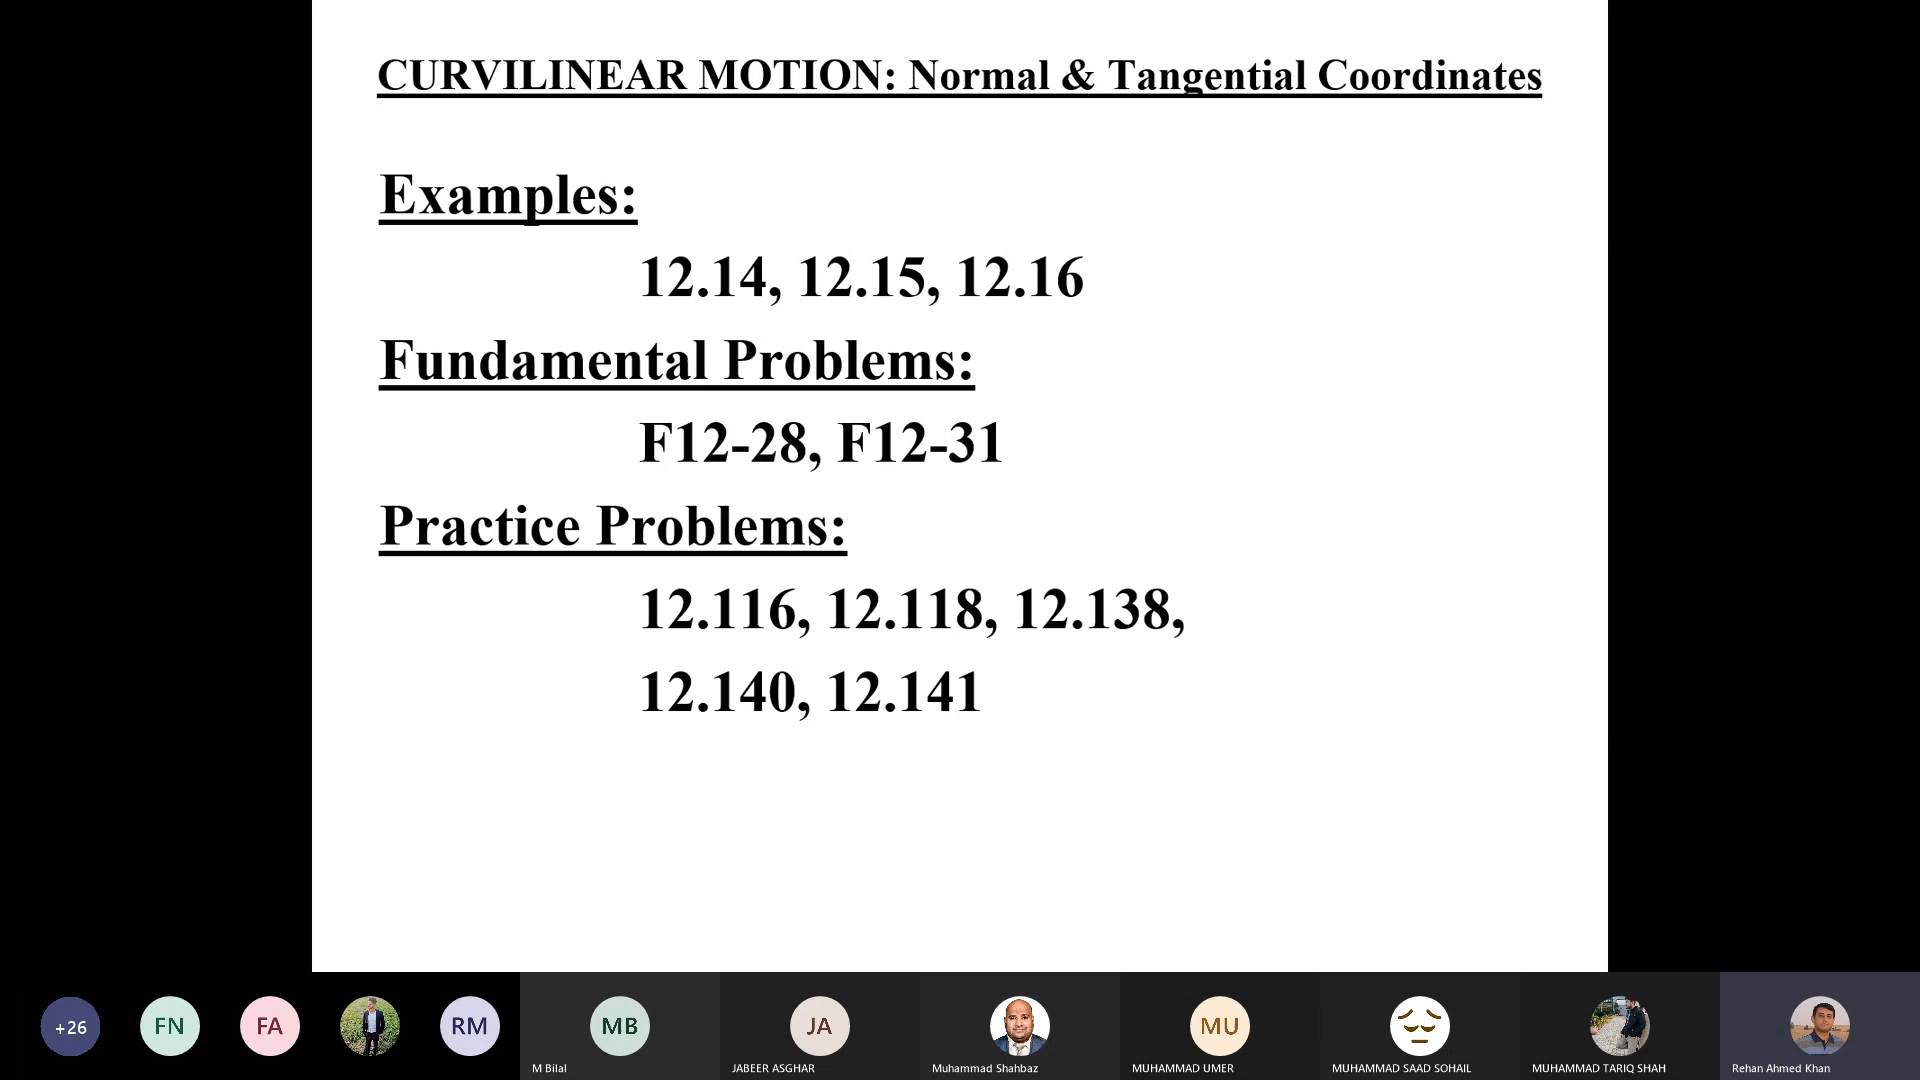 CURVILINEAR MOTION: Normal & Tangential Coordinates
Examples:
12.14, 12.15, 12.16
Fundamental Problems:
F12-28, F12-31
Practice Problems:
12.116, 12.118, 12.138,
12.140, 12.141
+26
FN
FA
RM
MB
JA
MU
M Bilal
JABEER ASGHAR
Muhammad Shahbaz
MUHAMMAD UMER
MUHAMMAD SAAD SOHAIL
MUHAMMAD TARIQ SHAH
Rehan Ahmed Khan